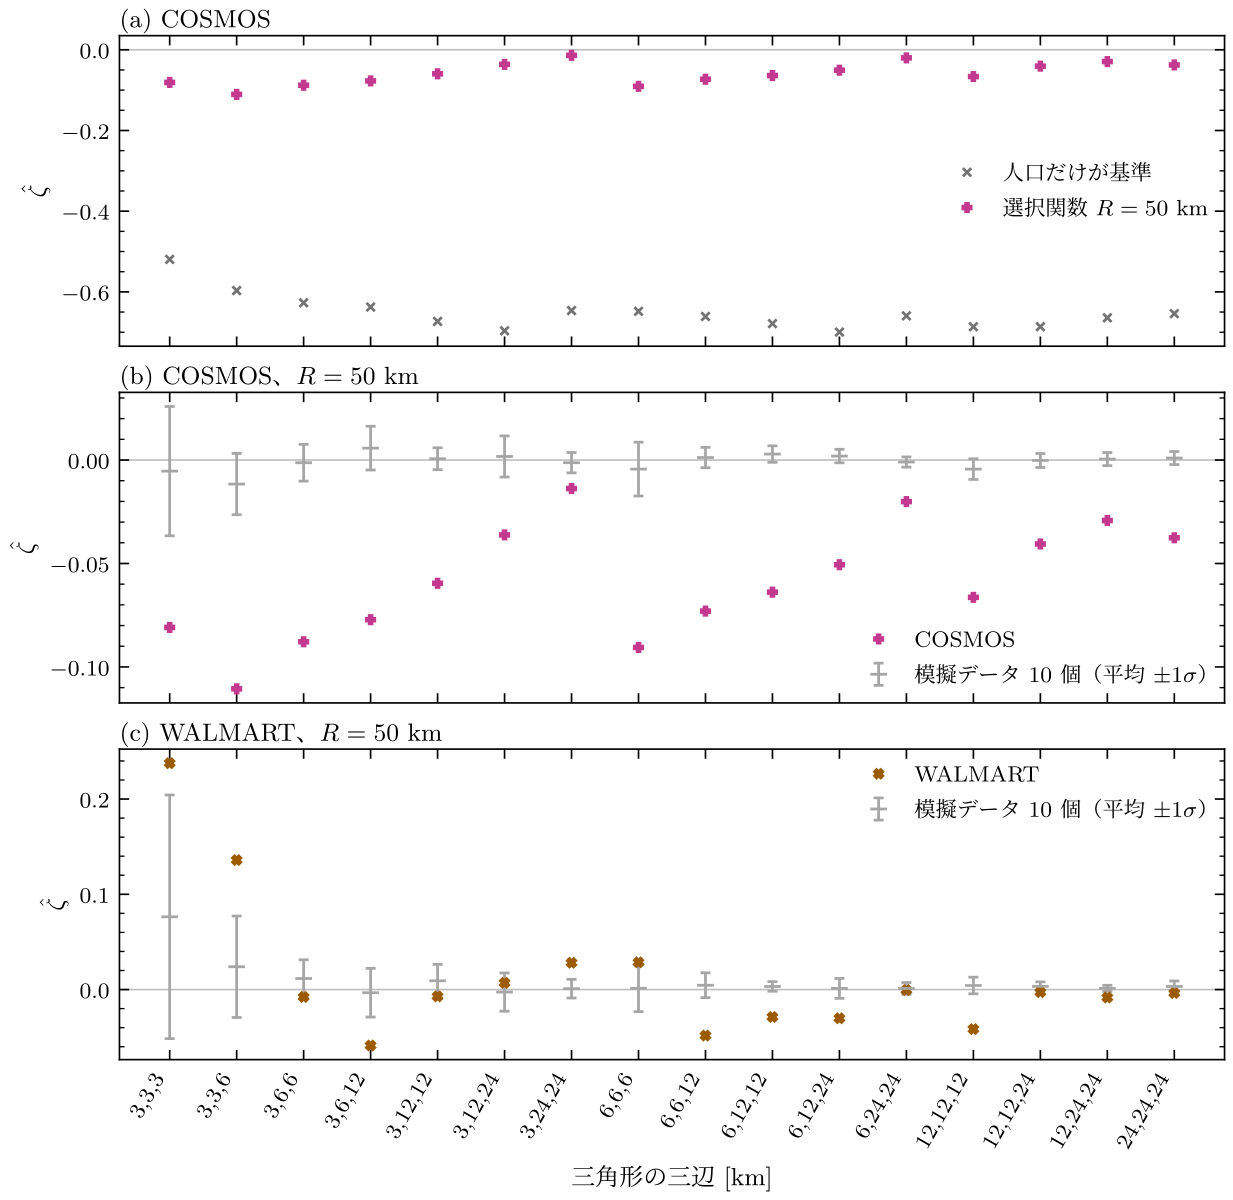 (a) COSMOS
0.0
−0.2
−0.4
−0.6
ζ̂
人口だけが基準
選択関数 R = 50 km
(b) COSMOS、R = 50 km
0.00
−0.05
−0.10
ζ̂
COSMOS
模擬データ 10 個（平均 ±1σ）
(c) WALMART、R = 50 km
0.2
0.1
0.0
ζ̂
WALMART
模擬データ 10 個（平均 ±1σ）
3,3,3
3,3,6
3,6,6
3,6,12
3,12,12
3,12,24
3,24,24
6,6,6
6,6,12
6,12,12
6,12,24
6,24,24
12,12,12
12,12,24
12,24,24
24,24,24
三角形の三辺 [km]